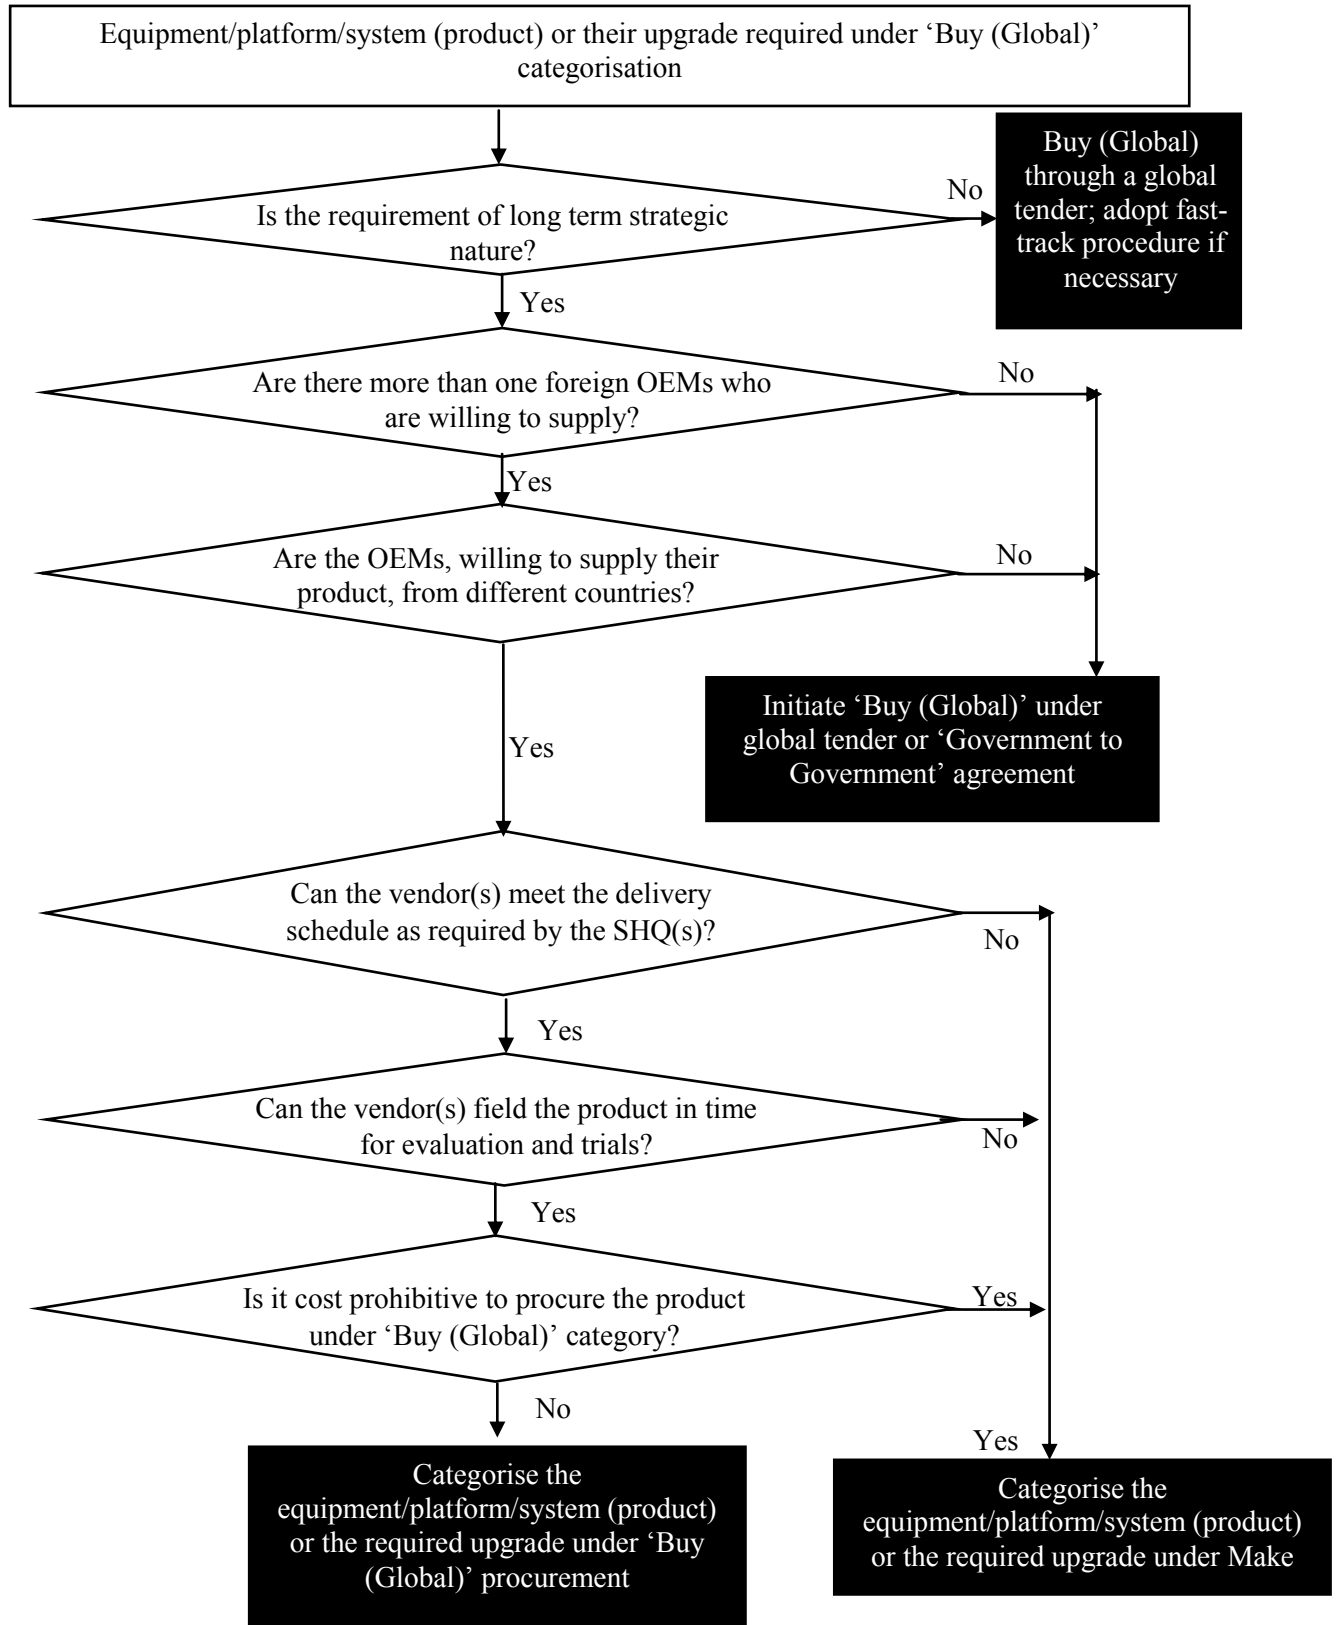 Equipment/platform/system (product) or their upgrade required under ‘Buy (Global)’
categorisation
Buy (Global)
through a global
tender; adopt fast-
track procedure if
necessary
No
Is the requirement of long term strategic
nature?
Yes
Are there more than one foreign OEMs who
are willing to supply?
No
Yes
Are the OEMs, willing to supply their
product, from different countries?
No
Initiate ‘Buy (Global)’ under
global tender or ‘Government to
Government’ agreement
Yes
Can the vendor(s) meet the delivery
schedule as required by the SHQ(s)?
No
Yes
Can the vendor(s) field the product in time
for evaluation and trials?
No
Yes
Is it cost prohibitive to procure the product
under ‘Buy (Global)’ category?
Yes
No
Yes
Categorise the
equipment/platform/system (product)
or the required upgrade under ‘Buy
(Global)’ procurement
Categorise the
equipment/platform/system (product)
or the required upgrade under Make